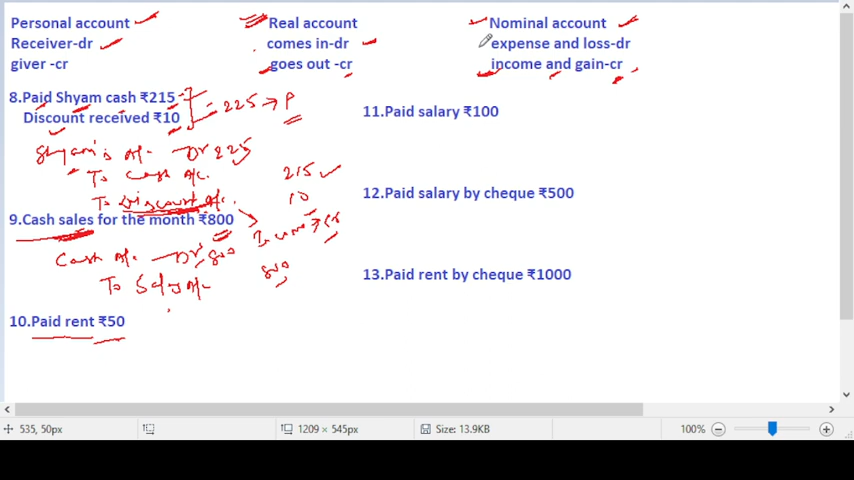 Personal account
Receiver-dr
giver -cr
Real account
comes in-dr
goes out -cr
Nominal account
expense and loss-dr
income and gain-cr
8.Paid Shyam cash ₹215
Discount received ₹10
= 225 → P
Shyam's A/c Dr 225
To Cash A/c 215
To Discount A/c 10
9.Cash sales for the month ₹800
Income → Cr
Cash A/c Dr 800
To Sales A/c 800
10.Paid rent ₹50
11.Paid salary ₹100
12.Paid salary by cheque ₹500
13.Paid rent by cheque ₹1000
535, 50px
1209 × 545px
Size: 13.9KB
100%